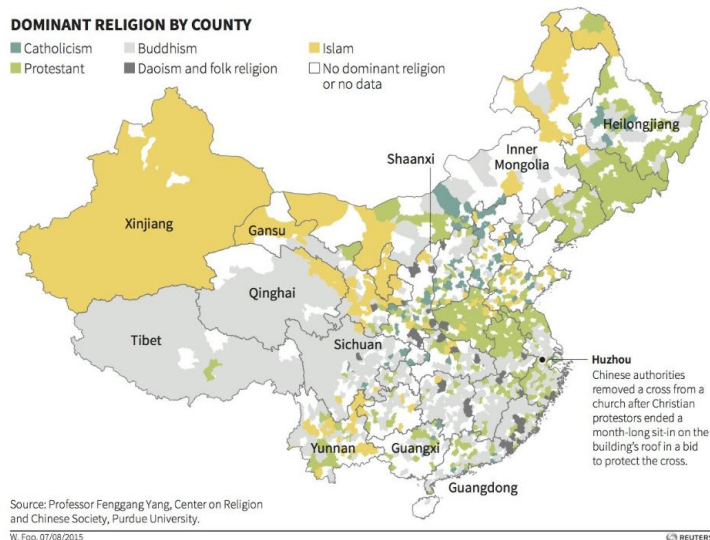 DOMINANT RELIGION BY COUNTY
Catholicism
Buddhism
Islam
Protestant
Daoism and folk religion
No dominant religion
or no data
Heilongjiang
Shaanxi
Inner
Mongolia
Xinjiang
Gansu
Qinghai
Tibet
Sichuan
Huzhou
Chinese authorities
removed a cross from a
church after Christian
protestors ended a
month-long sit-in on the
building's roof in a bid
to protect the cross.
Yunnan
Guangxi
Guangdong
Source: Professor Fenggang Yang, Center on Religion
and Chinese Society, Purdue University.
W. Foo, 07/08/2015
REUTERS